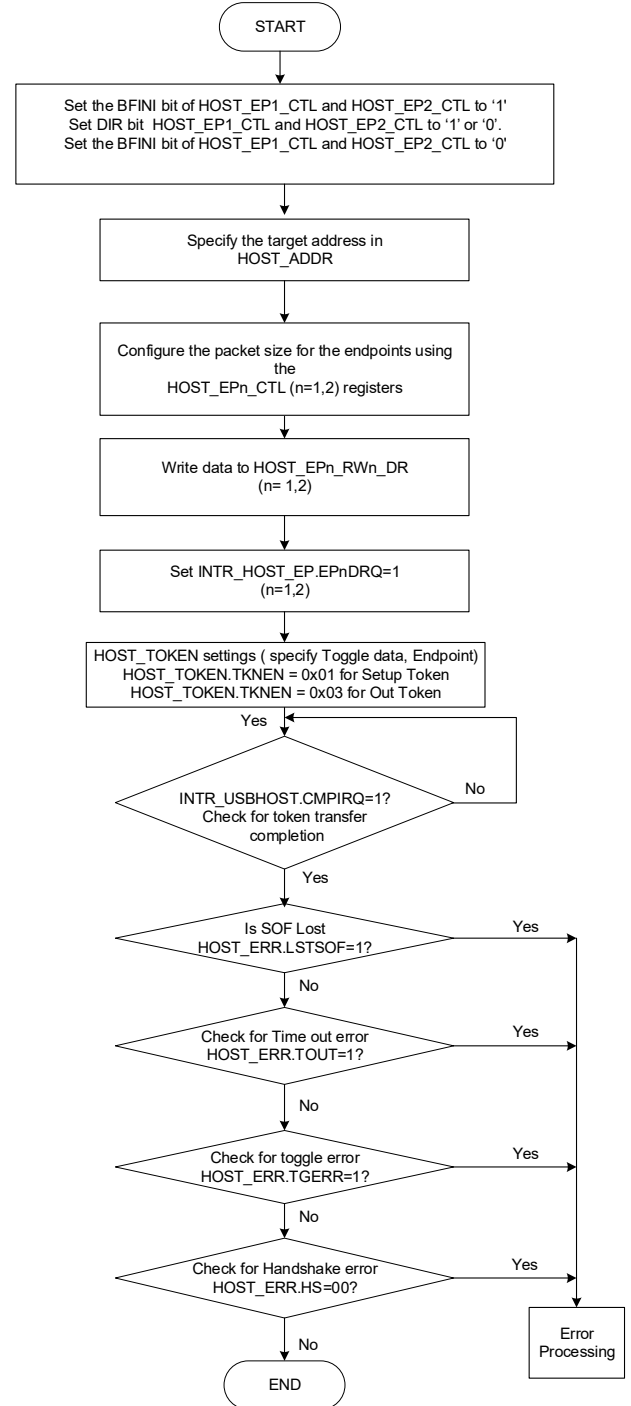 START
Set the BFINI bit of HOST_EP1_CTL and HOST_EP2_CTL to ‘1'
Set DIR bit HOST_EP1_CTL and HOST_EP2_CTL to ‘1’ or ‘0’.
Set the BFINI bit of HOST_EP1_CTL and HOST_EP2_CTL to ‘0'
Specify the target address in
HOST_ADDR
Configure the packet size for the endpoints using
the
HOST_EPn_CTL (n=1,2) registers
Write data to HOST_EPn_RWn_DR
(n= 1,2)
Set INTR_HOST_EP.EPnDRQ=1
(n=1,2)
HOST_TOKEN settings ( specify Toggle data, Endpoint)
HOST_TOKEN.TKNEN = 0x01 for Setup Token
HOST_TOKEN.TKNEN = 0x03 for Out Token
Yes
INTR_USBHOST.CMPIRQ=1?
Check for token transfer
completion
No
Yes
Is SOF Lost
HOST_ERR.LSTSOF=1?
Yes
No
Check for Time out error
HOST_ERR.TOUT=1?
Yes
No
Check for toggle error
HOST_ERR.TGERR=1?
Yes
No
Check for Handshake error
HOST_ERR.HS=00?
Yes
No
Error
Processing
END